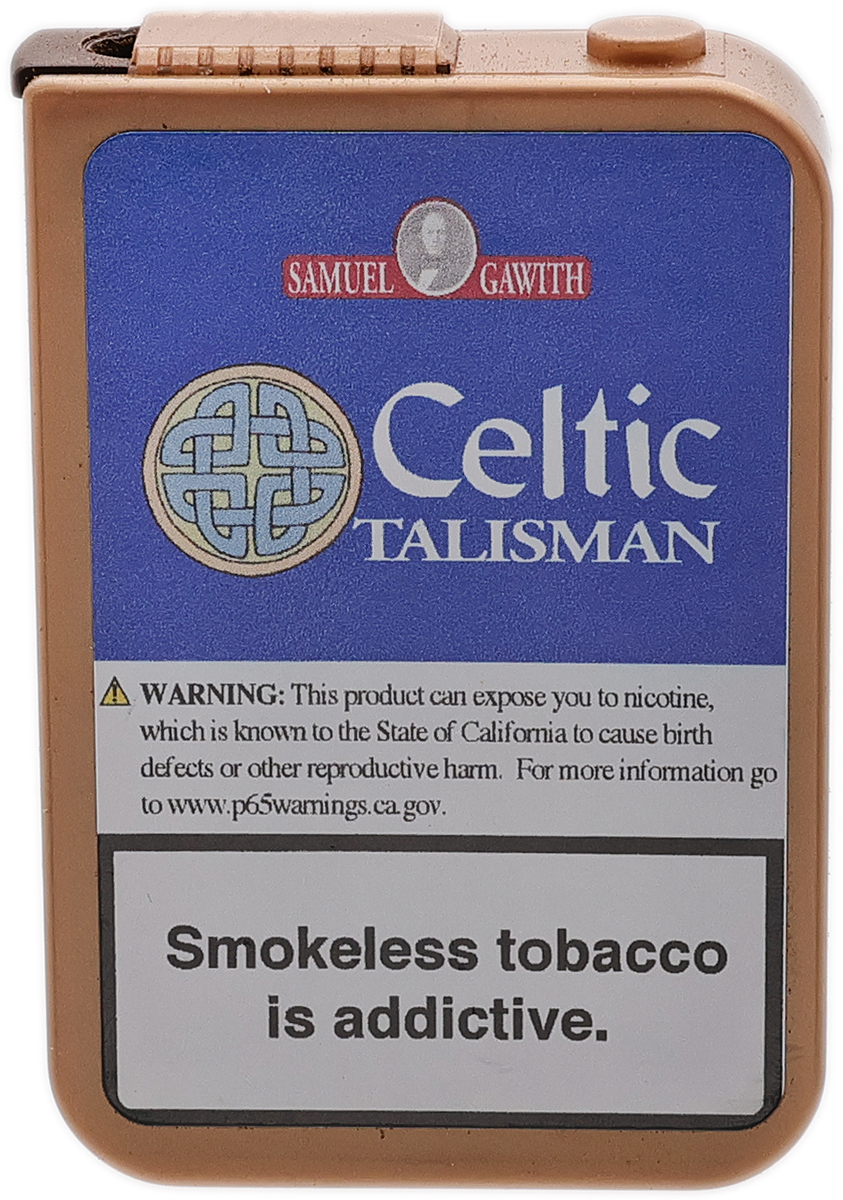 SAMUEL GAWITH
Celtic
TALISMAN
WARNING: This product can expose you to nicotine,
which is known to the State of California to cause birth
defects or other reproductive harm. For more information go
to www.p65warnings.ca.gov.
Smokeless tobacco
is addictive.